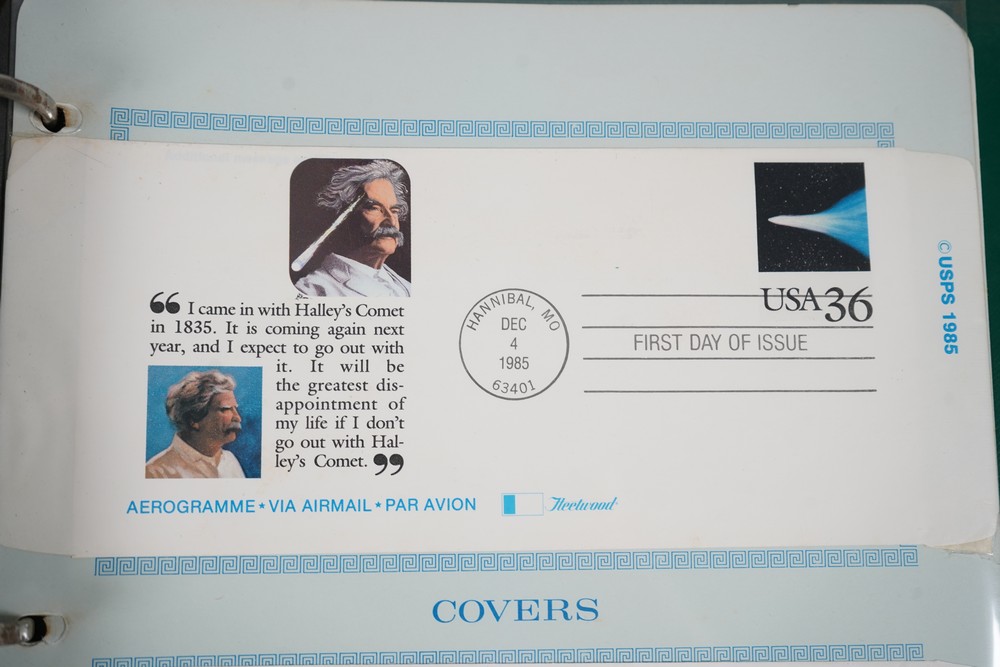 “ I came in with Halley's Comet
in 1835. It is coming again next
year, and I expect to go out with
it. It will be
the greatest dis-
appointment of
my life if I don't
go out with Hal-
ley's Comet. ”
AEROGRAMME ★ VIA AIRMAIL ★ PAR AVION
Fleetwood
HANNIBAL, MO
DEC
4
1985
63401
USA 36
FIRST DAY OF ISSUE
© USPS 1985
COVERS